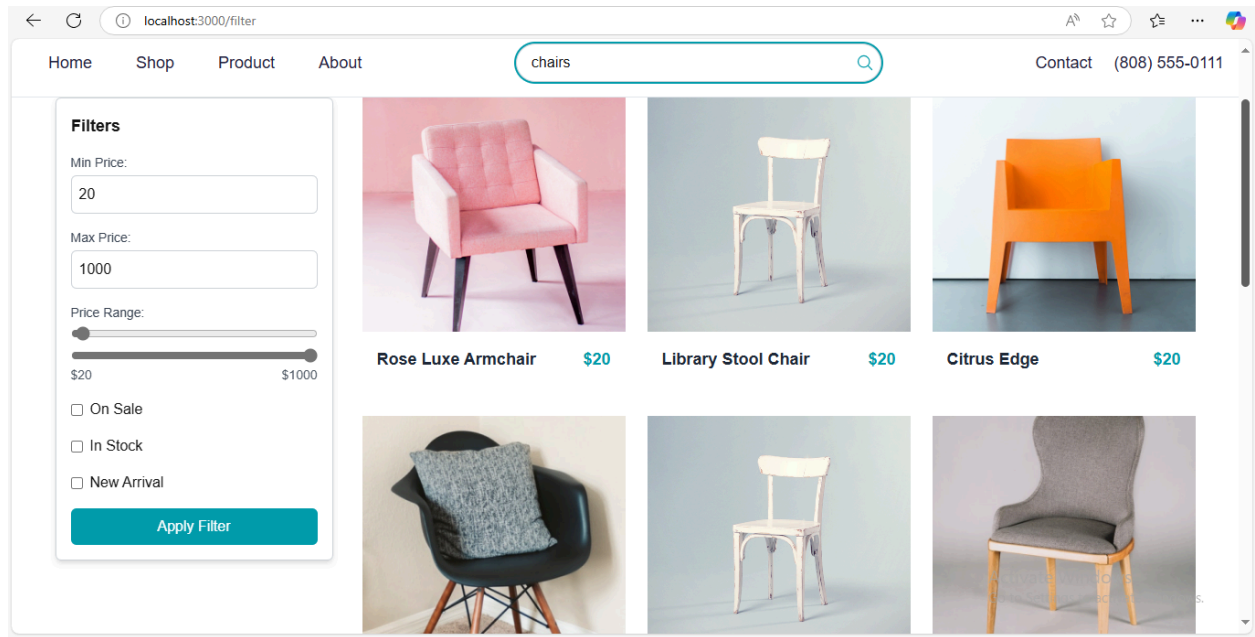 localhost:3000/filter
Home Shop Product About chairs Contact (808) 555-0111
Filters
Min Price:
20
Max Price:
1000
Price Range:
$20 $1000
On Sale
In Stock
New Arrival
Apply Filter
Rose Luxe Armchair $20
Library Stool Chair $20
Citrus Edge $20